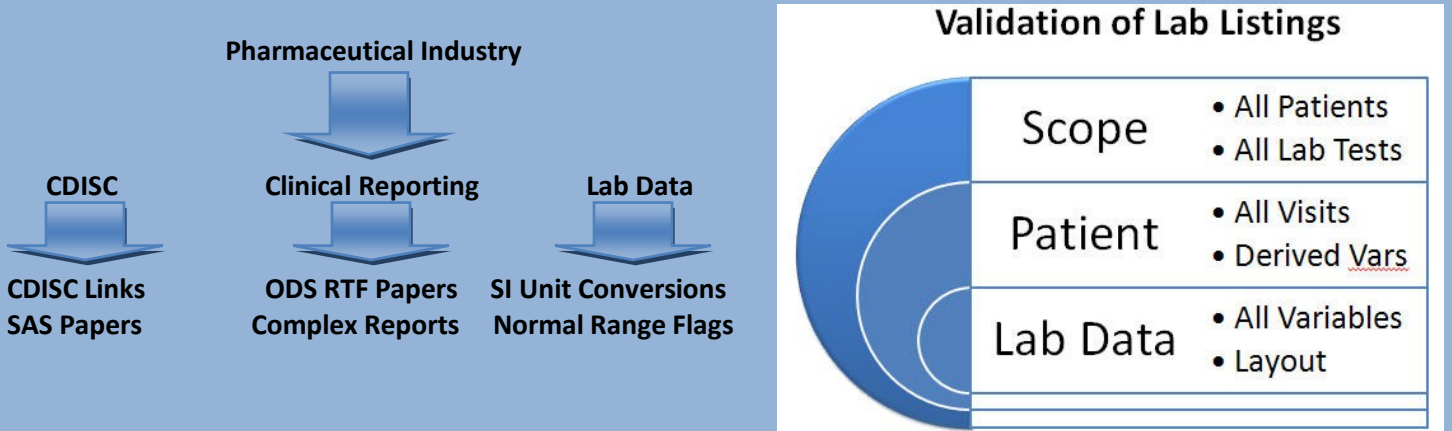 Pharmaceutical Industry
CDISC Clinical Reporting Lab Data
CDISC Links ODS RTF Papers SI Unit Conversions
SAS Papers Complex Reports Normal Range Flags
Validation of Lab Listings
Scope
• All Patients
• All Lab Tests
Patient
• All Visits
• Derived Vars
Lab Data
• All Variables
• Layout